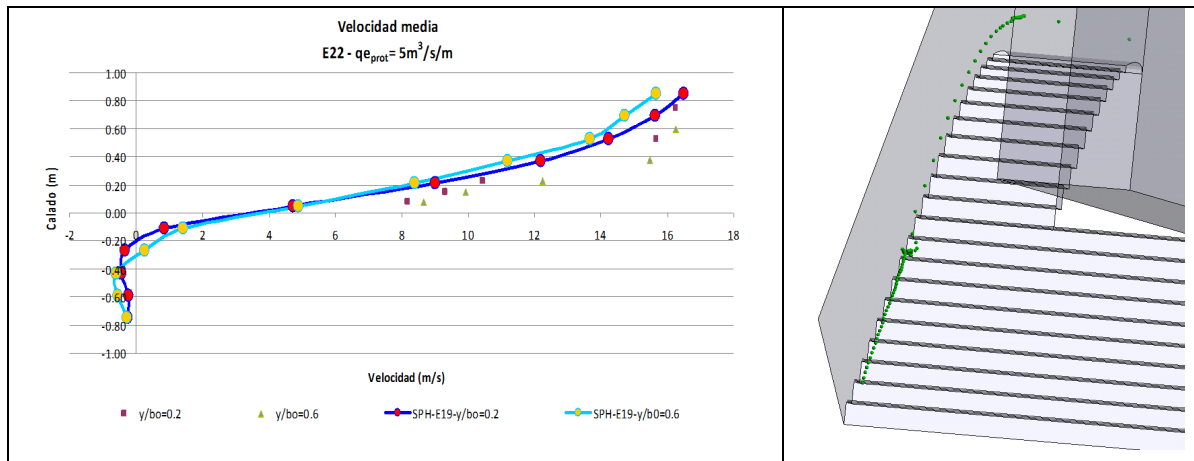 Velocidad media
E22 - qeprot= 5m³/s/m
1.00
0.80
0.60
0.40
0.20
0.00
-0.20
-0.40
-0.60
-0.80
-1.00
Calado (m)
-2 0 2 4 6 8 10 12 14 16 18
Velocidad (m/s)
y/bo=0.2 y/bo=0.6 SPH-E19-y/bo=0.2 SPH-E19-y/b0=0.6